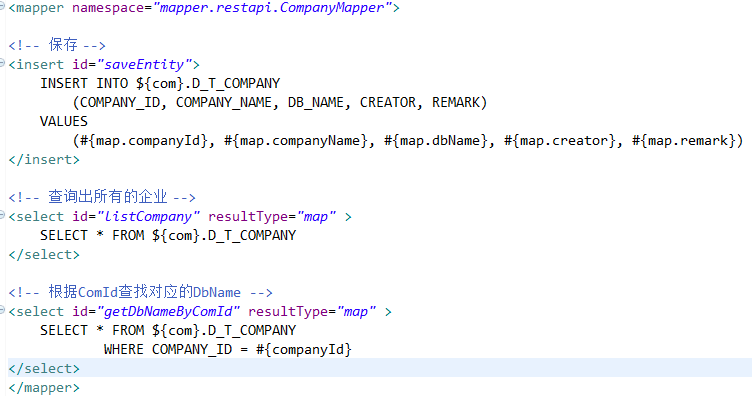 <mapper namespace="mapper.restapi.CompanyMapper">
<!-- 保存 -->
<insert id="saveEntity">
INSERT INTO ${com}.D_T_COMPANY
(COMPANY_ID, COMPANY_NAME, DB_NAME, CREATOR, REMARK)
VALUES
(#{map.companyId}, #{map.companyName}, #{map.dbName}, #{map.creator}, #{map.remark})
</insert>
<!-- 查询出所有的企业 -->
<select id="listCompany" resultType="map" >
SELECT * FROM ${com}.D_T_COMPANY
</select>
<!-- 根据ComId查找对应的DbName -->
<select id="getDbNameByComId" resultType="map" >
SELECT * FROM ${com}.D_T_COMPANY
WHERE COMPANY_ID = #{companyId}
</select>
</mapper>